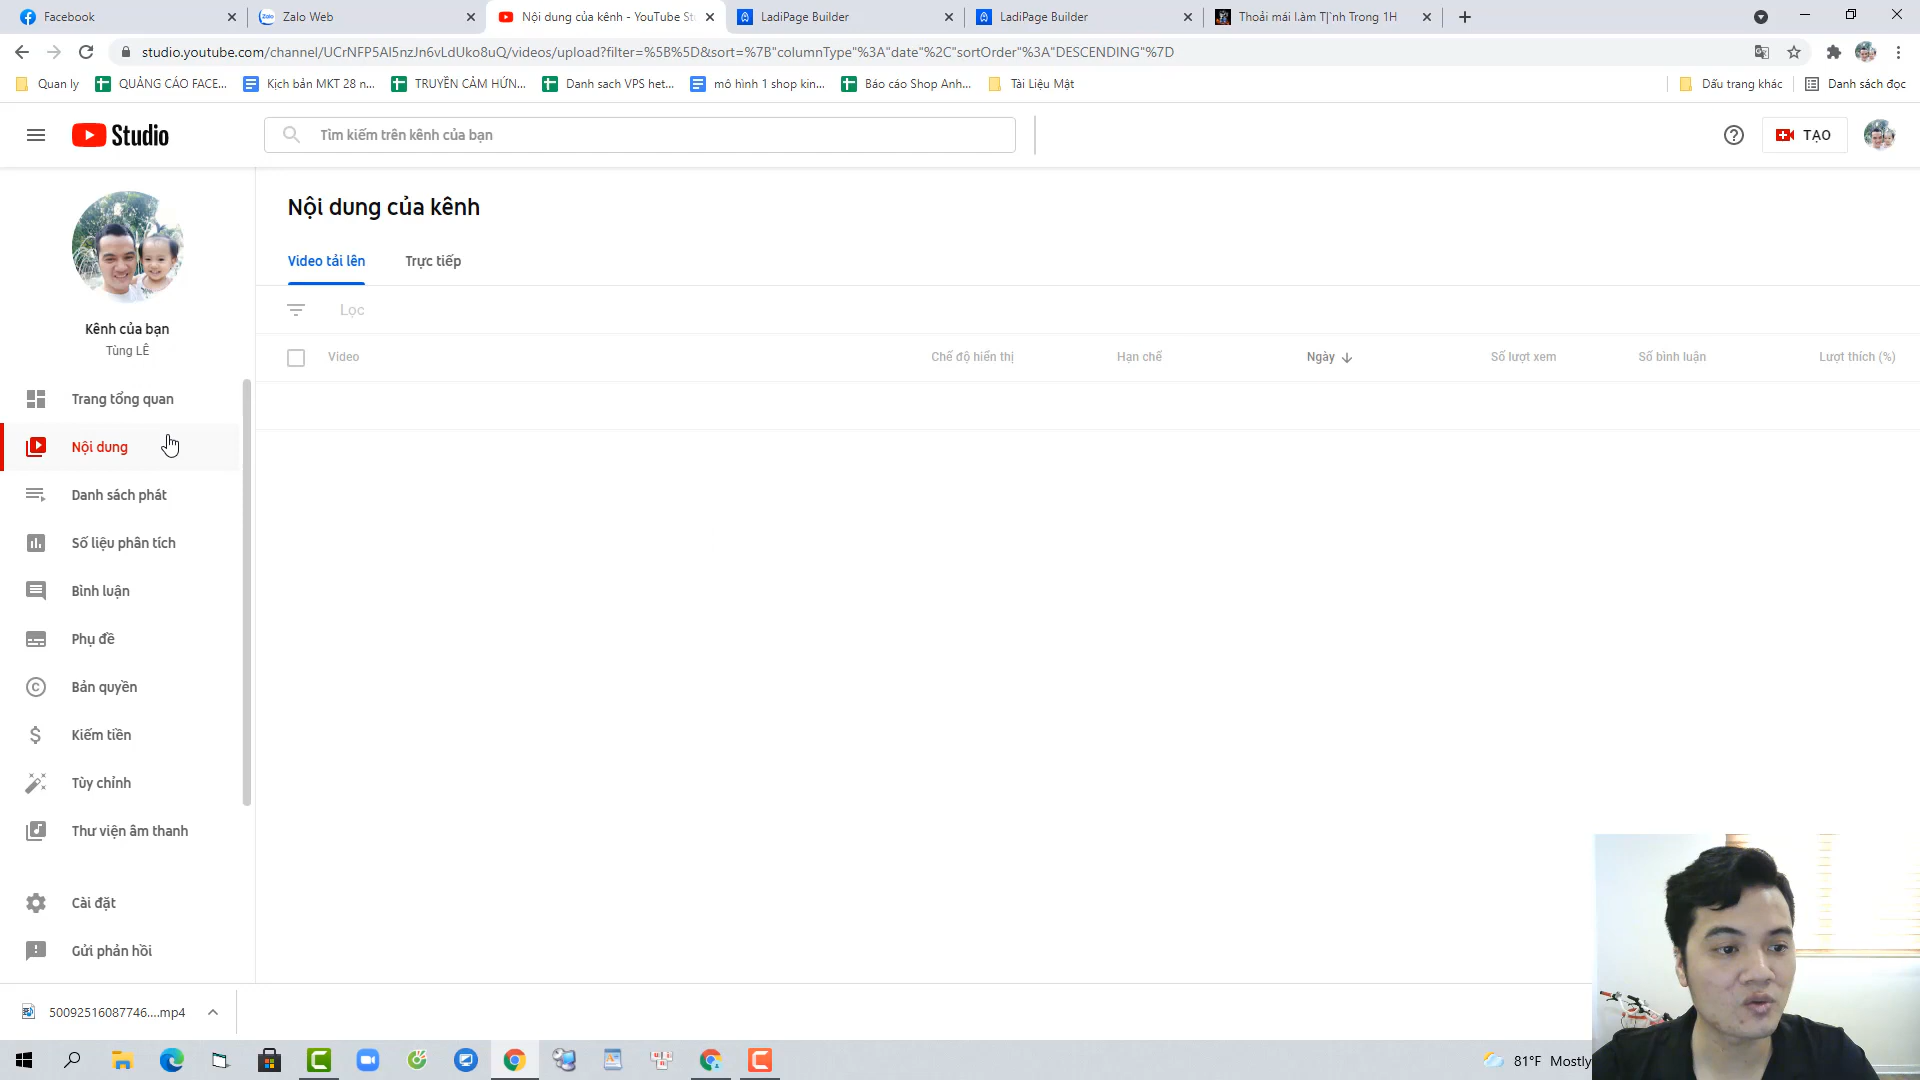 Facebook
Zalo Web
Nội dung của kênh - YouTube St
LadiPage Builder
LadiPage Builder
Thoải mái l.àm T|`nh Trong 1H
studio.youtube.com/channel/UCrNFP5AI5nzJn6vLdUko8uQ/videos/upload?filter=%5B%5D&sort=%7B"columnType"%3A"date"%2C"sortOrder"%3A"DESCENDING"%7D
Quan ly
QUẢNG CÁO FACE...
Kịch bản MKT 28 n...
TRUYỀN CẢM HỨN...
Danh sach VPS het...
mô hình 1 shop kin...
Báo cáo Shop Anh...
Tài Liệu Mật
Dấu trang khác
Danh sách đọc
Studio
Tìm kiếm trên kênh của bạn
TẠO
Nội dung của kênh
Video tải lên
Trực tiếp
Lọc
Video
Chế độ hiển thị
Hạn chế
Ngày
Số lượt xem
Số bình luận
Lượt thích (%)
Kênh của bạn
Tùng LÊ
Trang tổng quan
Nội dung
Danh sách phát
Số liệu phân tích
Bình luận
Phụ đề
Bản quyền
Kiếm tiền
Tùy chỉnh
Thư viện âm thanh
Cài đặt
Gửi phản hồi
50092516087746....mp4
81°F Mostly